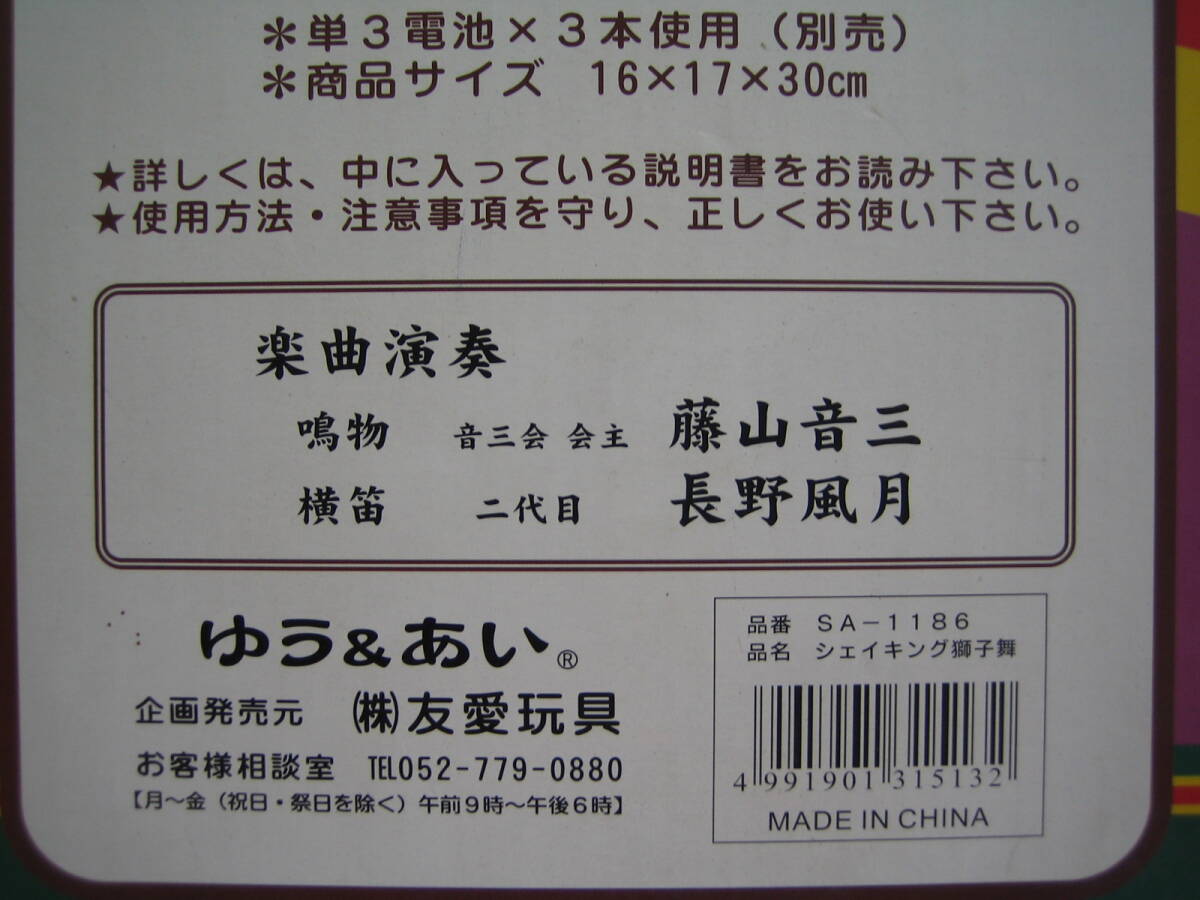 ＊単３電池×３本使用（別売）
＊商品サイズ　16×17×30cm
★詳しくは、中に入っている説明書をお読み下さい。
★使用方法・注意事項を守り、正しくお使い下さい。
楽曲演奏
鳴物　音三会 会主　藤山音三
横笛　二代目　長野風月
ゆう&あい®
企画発売元　㈱友愛玩具
お客様相談室　TEL052-779-0880
【月～金（祝日・祭日を除く）午前９時～午後６時】
品番　SA-1186
品名　シェイキング獅子舞
4 991901 315132
MADE IN CHINA